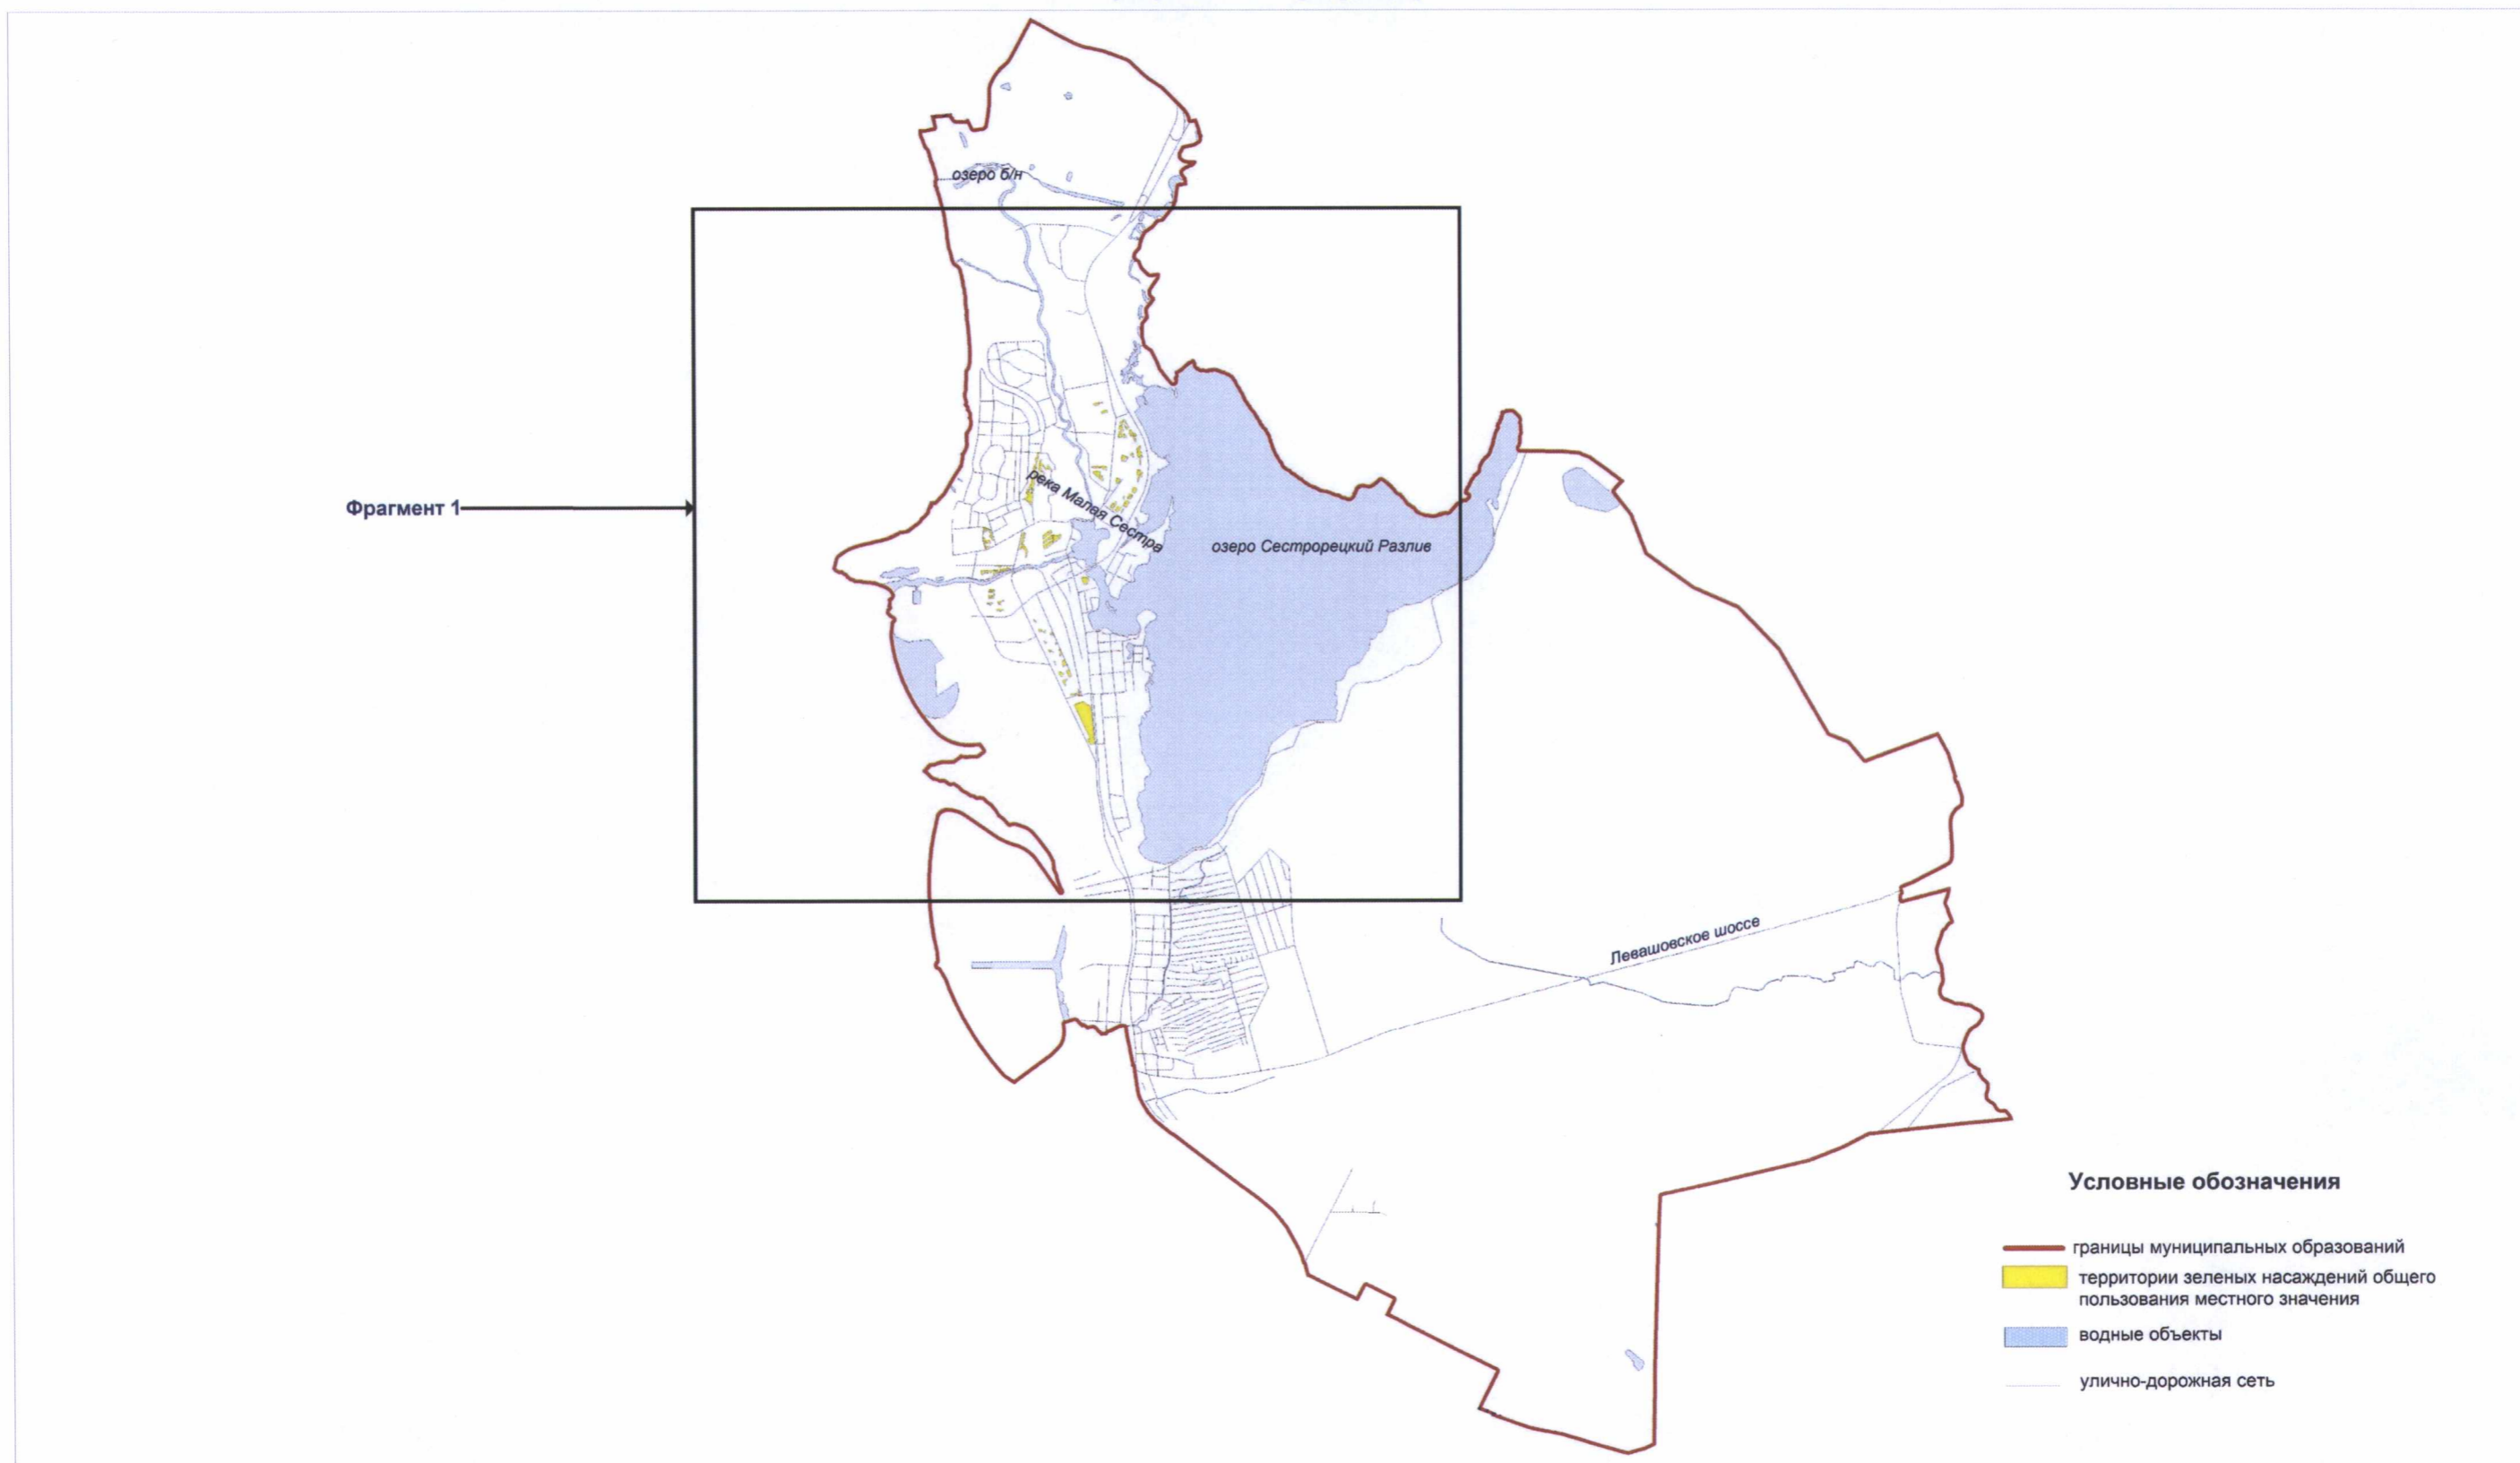 озеро б/н
река Малая Сестра
Фрагмент 1
озеро Сестрорецкий Разлив
Левашовское шоссе
Условные обозначения
границы муниципальных образований
территории зеленых насаждений общего
пользования местного значения
водные объекты
улично-дорожная сеть